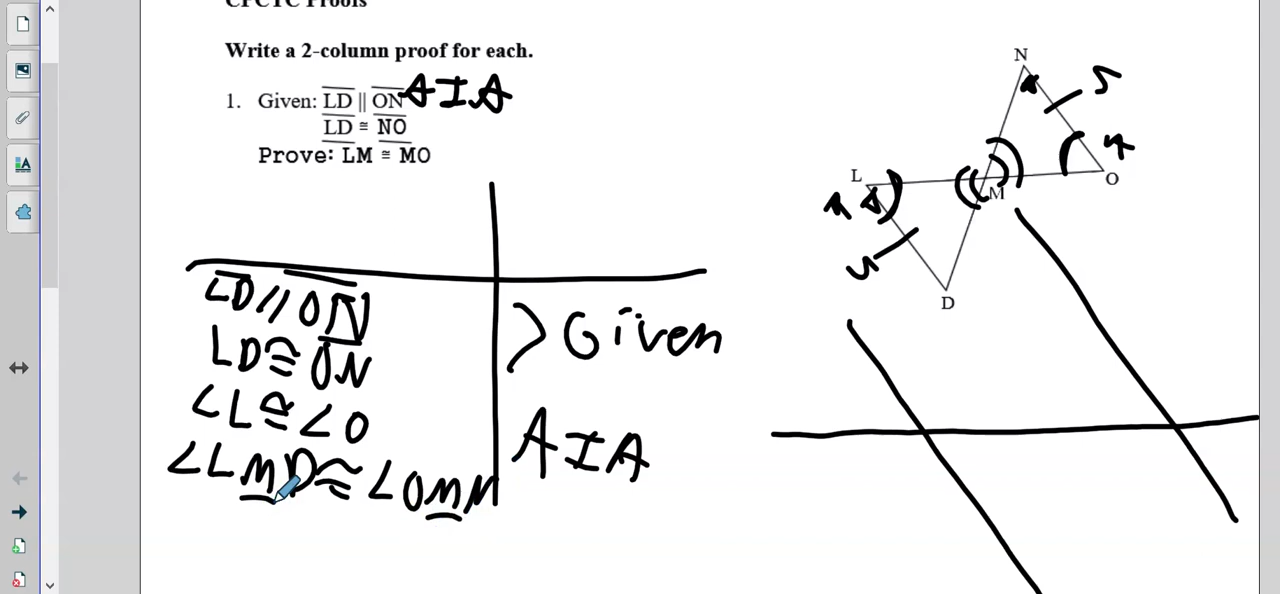 CPCTC Proofs
Write a 2-column proof for each.
1. Given: LD || ON AIA
LD ≅ NO
Prove: LM ≅ MO
LD // ON
LD ≅ ON
> Given
<L ≅ <O
AIA
<LMD ≅ <OMN
N
S
A
O
L
M
A
S
D